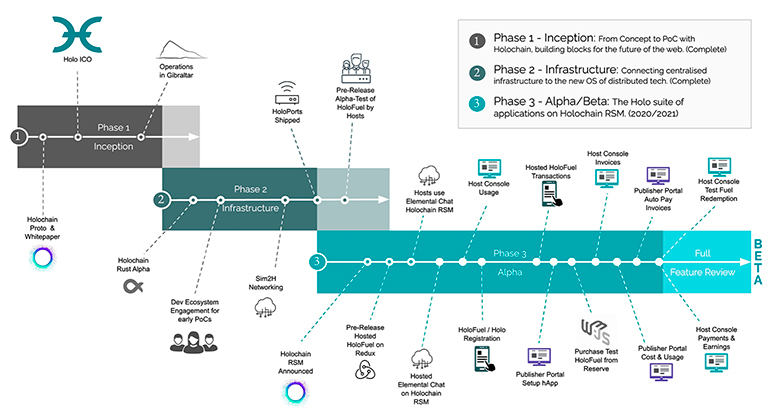 Holo ICO
Operations
in Gibraltar
HoloPorts
Shipped
Pre-Release
Alpha-Test of
HoloFuel by
Hosts
1 Phase 1 - Inception: From Concept to PoC with
Holochain, building blocks for the future of the web. (Complete)
2 Phase 2 - Infrastructure: Connecting centralised
infrastructure to the new OS of distributed tech. (Complete)
3 Phase 3 - Alpha/Beta: The Holo suite of
applications on Holochain RSM. (2020/2021)
1
Phase 1
Inception
Holochain
Proto & 
Whitepaper
2
Phase 2
Infrastructure
Holochain
Rust Alpha
Dev Ecosystem
Engagement for
early PoCs
Sim2H
Networking
Hosts use
Elemental Chat
Holochain RSM
Host Console
Usage
Hosted HoloFuel
Transactions
Host Console
Invoices
Publisher Portal
Auto Pay
Invoices
Host Console
Test Fuel
Redemption
3
Phase 3
Alpha
Full
Feature Review
BETA
Holochain
RSM
Announced
Pre-Release
Hosted
HoloFuel on
Redux
Hosted
Elemental Chat
on Holochain
RSM
HoloFuel / Holo
Registration
Publisher Portal
Setup hApp
Purchase Test
HoloFuel from
Reserve
Publisher Portal
Cost & Usage
Host Console
Payments &
Earnings